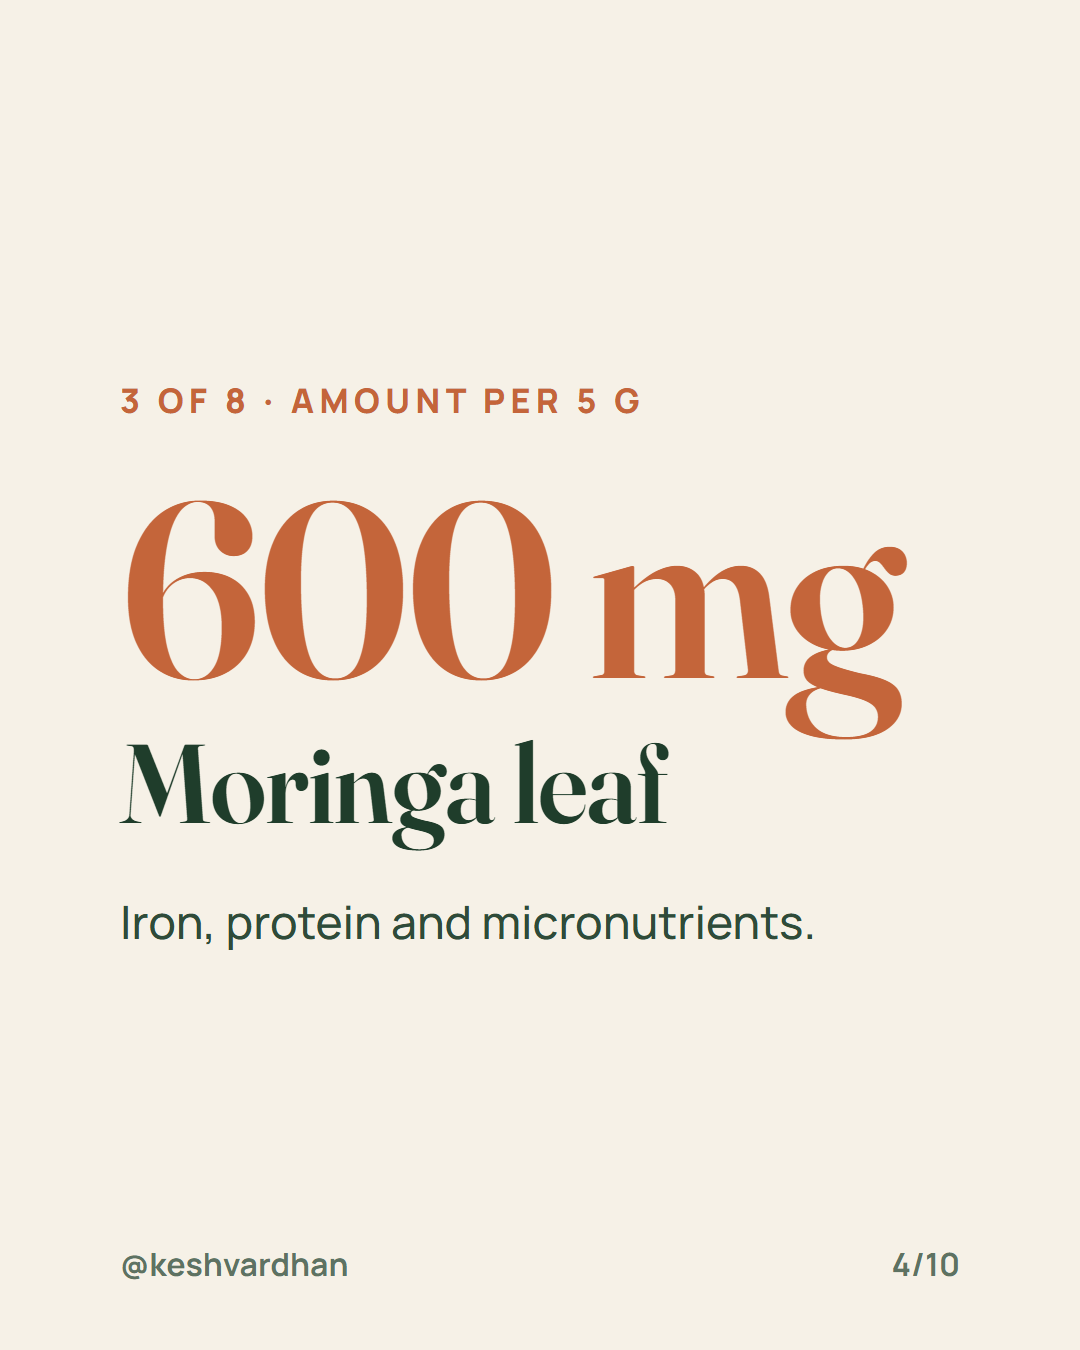 3 OF 8 · AMOUNT PER 5 G
600 mg
Moringa leaf
Iron, protein and micronutrients.
@keshvardhan
4/10